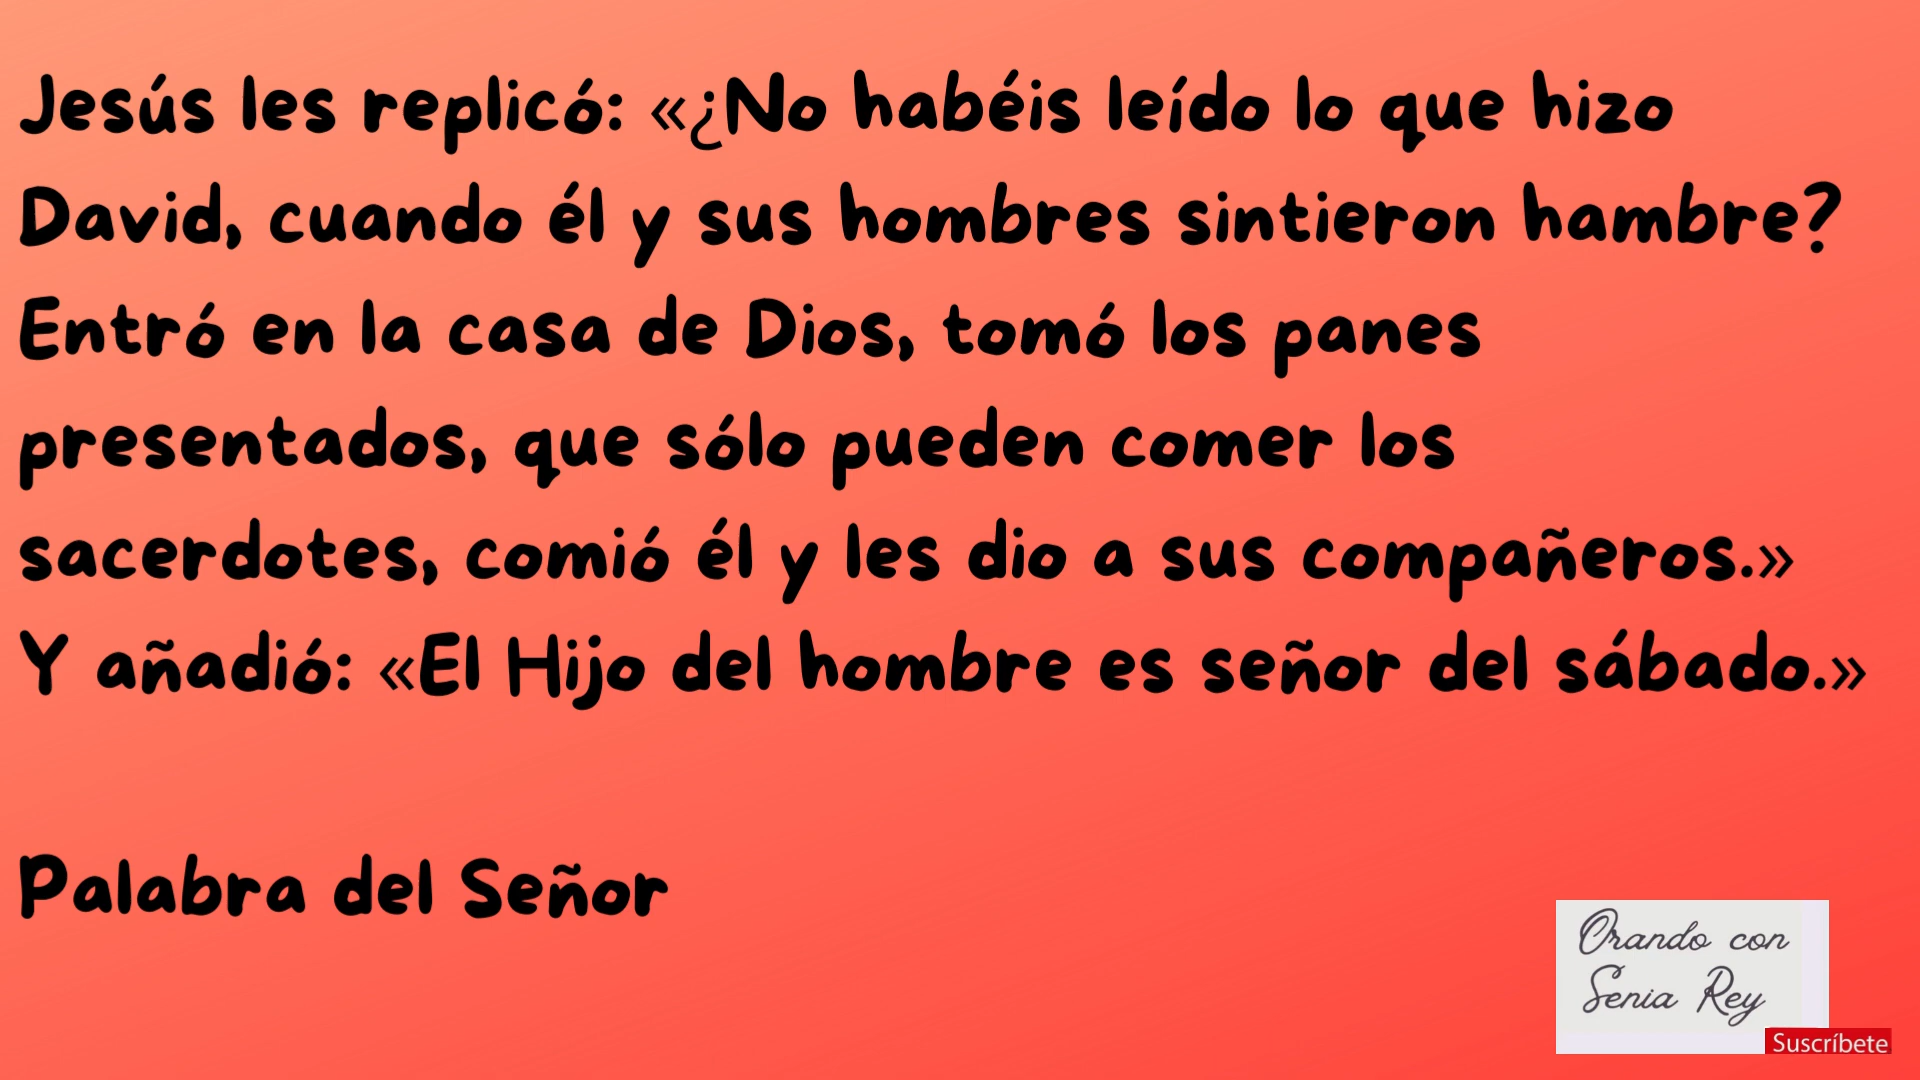 Jesús les replicó: «¿No habéis leído lo que hizo
David, cuando él y sus hombres sintieron hambre?
Entró en la casa de Dios, tomó los panes
presentados, que sólo pueden comer los
sacerdotes, comió él y les dio a sus compañeros.»
Y añadió: «El Hijo del hombre es señor del sábado.»
Palabra del Señor
Orando con
Senia Rey
Suscríbete